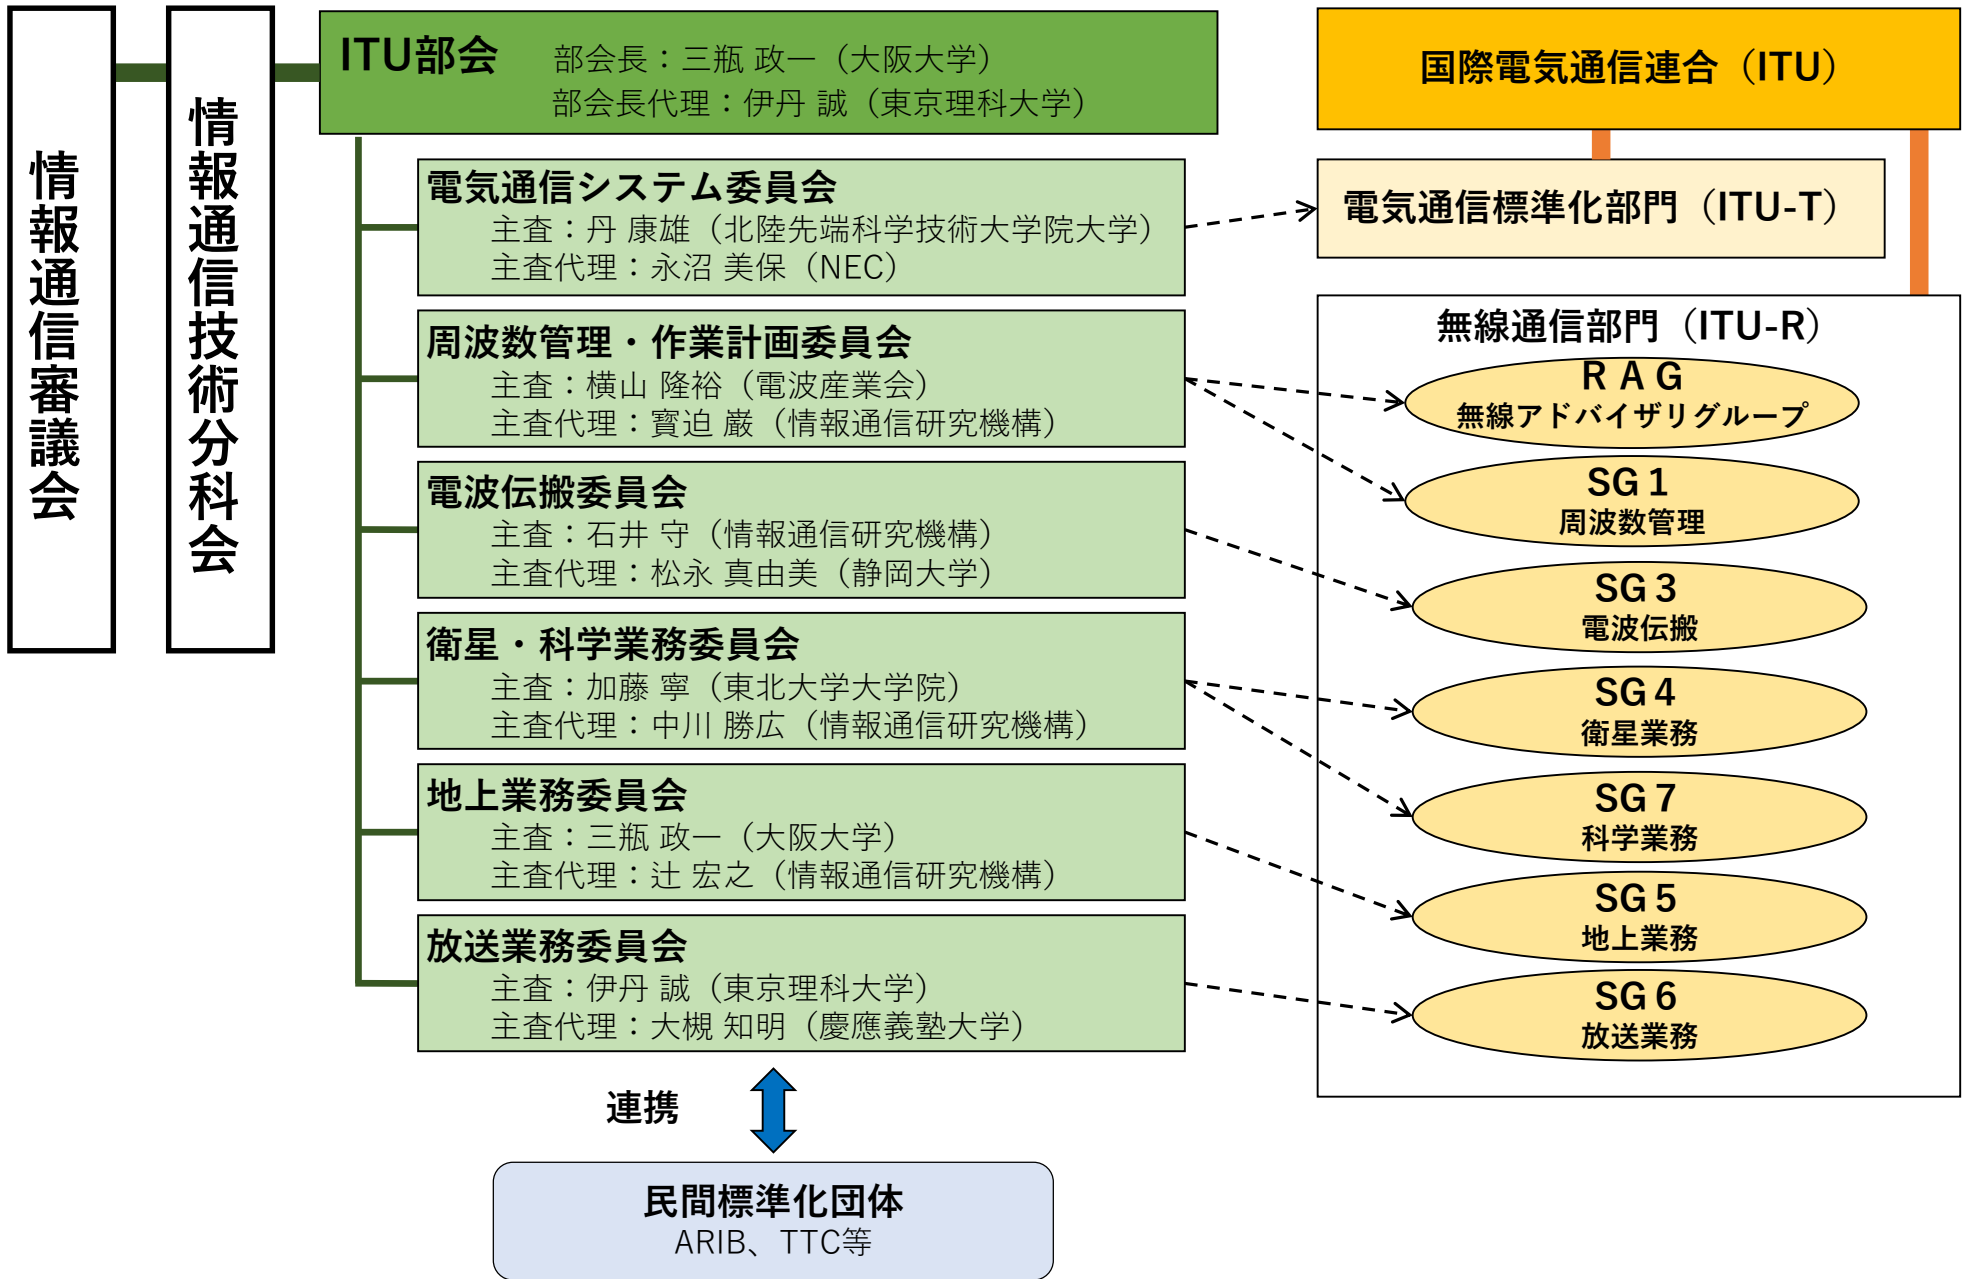 情報通信審議会
情報通信技術分科会
ITU部会
部会長：三瓶 政一（大阪大学）
部会長代理：伊丹 誠（東京理科大学）
電気通信システム委員会
主査：丹 康雄（北陸先端科学技術大学院大学）
主査代理：永沼 美保（NEC）
周波数管理・作業計画委員会
主査：横山 隆裕（電波産業会）
主査代理：寳迫 巌（情報通信研究機構）
電波伝搬委員会
主査：石井 守（情報通信研究機構）
主査代理：松永 真由美（静岡大学）
衛星・科学業務委員会
主査：加藤 寧（東北大学大学院）
主査代理：中川 勝広（情報通信研究機構）
地上業務委員会
主査：三瓶 政一（大阪大学）
主査代理：辻 宏之（情報通信研究機構）
放送業務委員会
主査：伊丹 誠（東京理科大学）
主査代理：大槻 知明（慶應義塾大学）
連携
民間標準化団体
ARIB、TTC等
国際電気通信連合（ITU）
電気通信標準化部門（ITU-T）
無線通信部門（ITU-R）
ＲＡＧ
無線アドバイザリグループ
SG１
周波数管理
SG３
電波伝搬
SG４
衛星業務
SG７
科学業務
SG５
地上業務
SG６
放送業務